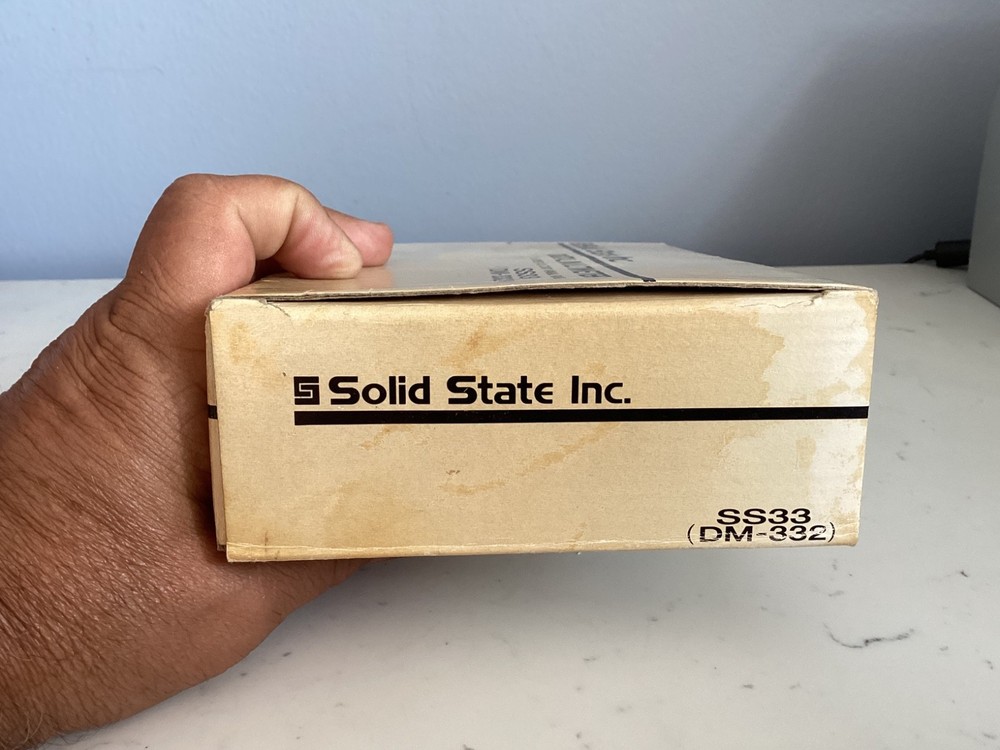 Solid State Inc.
SS33
(DM-332)